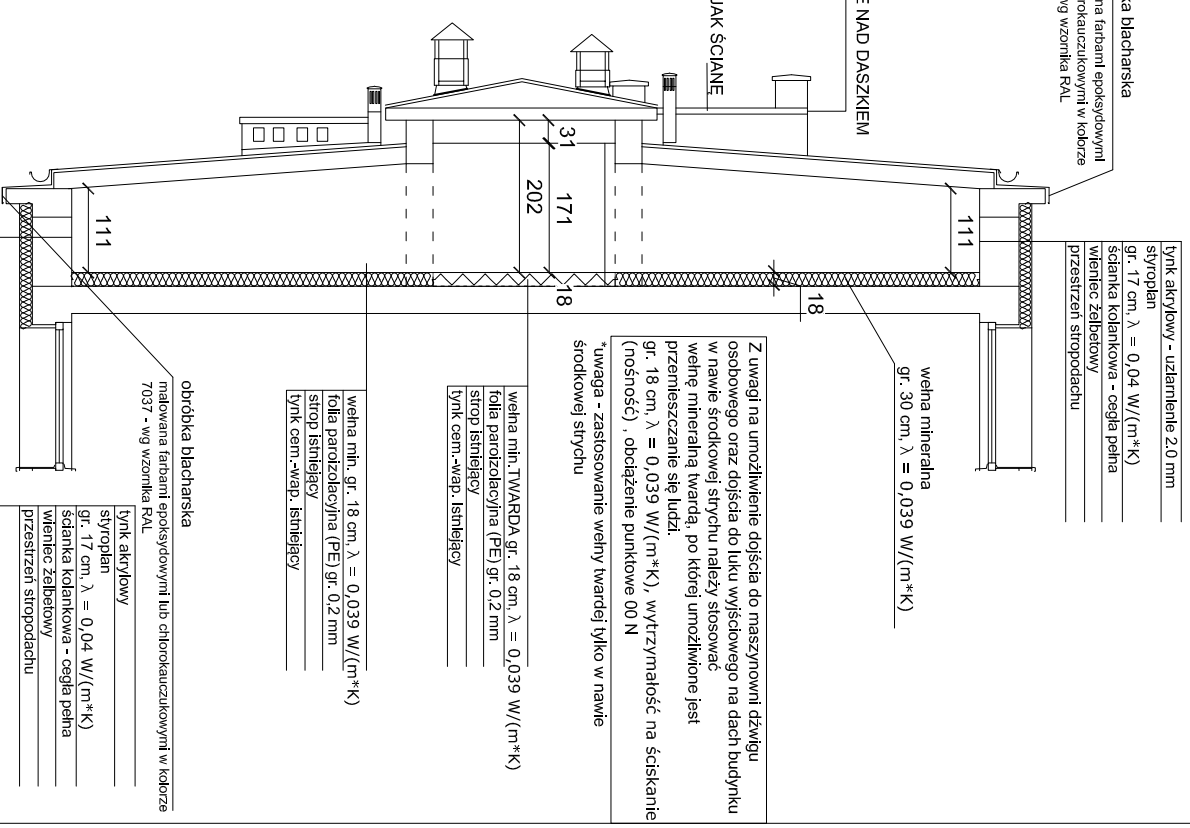 ka blacharska
na farbami epoksydowymi
rokauczukowymi w kolorze
wg wzornika RAL
E NAD DASZKIEM
JAK ŚCIANĘ
tynk akrylowy - uziarnienie 2.0 mm
styroplan
gr. 17 cm, λ = 0,04 W/(m*K)
ścianka kolankowa - cegła pełna
wieniec żelbetowy
przestrzeń stropodachu
111
18
31
171
202
18
111
wełna mineralna
gr. 30 cm, λ = 0,039 W/(m*K)
Z uwagi na umożliwienie dojścia do maszynowni dźwigu
osobowego oraz dojścia do luku wyjściowego na dach budynku
w nawie środkowej strychu należy stosować
wełnę mineralną twardą, po której umożliwione jest
przemieszczanie się ludzi.
gr. 18 cm, λ = 0,039 W/(m*K), wytrzymałość na ściskanie
(nośność) , obciążenie punktowe 00 N
*uwaga - zastosowanie wełny twardej tylko w nawie
środkowej strychu
wełna min.TWARDA gr. 18 cm, λ = 0,039 W/(m*K)
folia paroizolacyjna (PE) gr. 0,2 mm
strop istniejący
tynk cem.-wap. istniejący
wełna min. gr. 18 cm, λ = 0,039 W/(m*K)
folia paroizolacyjna (PE) gr. 0,2 mm
strop istniejący
tynk cem.-wap. istniejący
obróbka blacharska
malowana farbami epoksydowymi lub chlorokauczukowymi w kolorze
7037 - wg wzornika RAL
tynk akrylowy
styroplan
gr. 17 cm, λ = 0,04 W/(m*K)
ścianka kolankowa - cegła pełna
wieniec żelbetowy
przestrzeń stropodachu